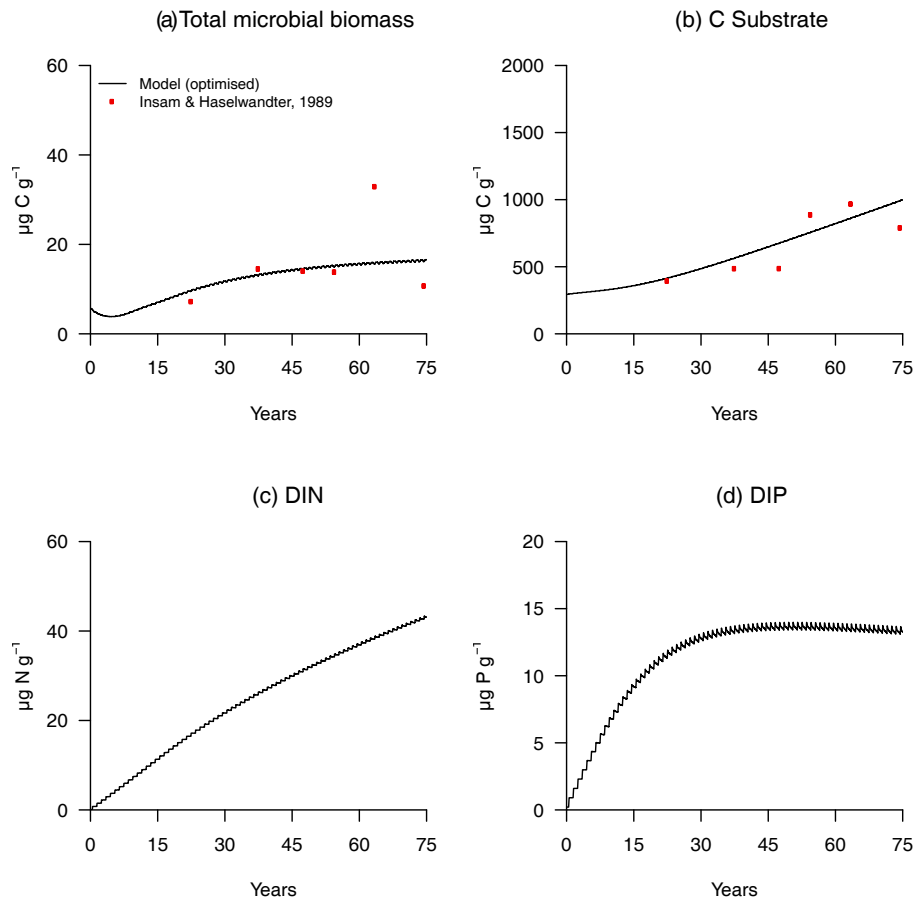 (a)Total microbial biomass
60
40
20
0
µg C g⁻¹
Model (optimised)
Insam & Haselwandter, 1989
0 15 30 45 60 75
Years
(b) C Substrate
2000
1500
1000
500
0
µg C g⁻¹
0 15 30 45 60 75
Years
(c) DIN
60
40
20
0
µg N g⁻¹
0 15 30 45 60 75
Years
(d) DIP
20
15
10
5
0
µg P g⁻¹
0 15 30 45 60 75
Years